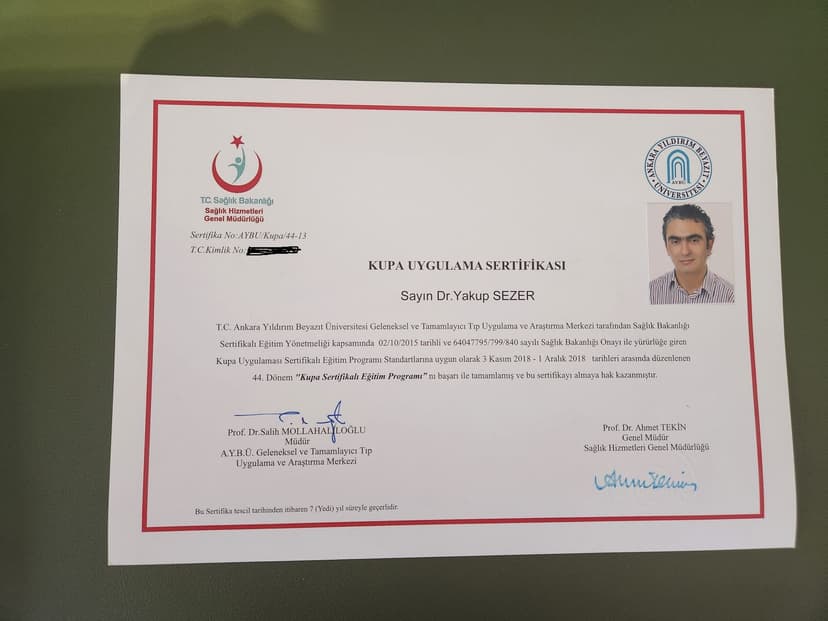 T.C. Sağlık Bakanlığı
Sağlık Hizmetleri
Genel Müdürlüğü
ANKARA YILDIRIM BEYAZIT ÜNİVERSİTESİ
AYBÜ
Sertifika No:AYBU/Kupa/44-13
T.C.Kimlik No:
KUPA UYGULAMA SERTİFİKASI
Sayın Dr.Yakup SEZER
T.C. Ankara Yıldırım Beyazıt Üniversitesi Geleneksel ve Tamamlayıcı Tıp Uygulama ve Araştırma Merkezi tarafından Sağlık Bakanlığı
Sertifikalı Eğitim Yönetmeliği kapsamında 02/10/2015 tarihli ve 64047795/799/840 sayılı Sağlık Bakanlığı Onayı ile yürürlüğe giren
Kupa Uygulaması Sertifikalı Eğitim Programı Standartlarına uygun olarak 3 Kasım 2018 - 1 Aralık 2018 tarihleri arasında düzenlenen
44. Dönem "Kupa Sertifikalı Eğitim Programı" nı başarı ile tamamlamış ve bu sertifikayı almaya hak kazanmıştır.
Prof. Dr.Salih MOLLAHALİLOĞLU
Müdür
A.Y.B.Ü. Geleneksel ve Tamamlayıcı Tıp
Uygulama ve Araştırma Merkezi
Prof. Dr. Ahmet TEKİN
Genel Müdür
Sağlık Hizmetleri Genel Müdürlüğü
Bu Sertifika tescil tarihinden itibaren 7 (Yedi) yıl süreyle geçerlidir.